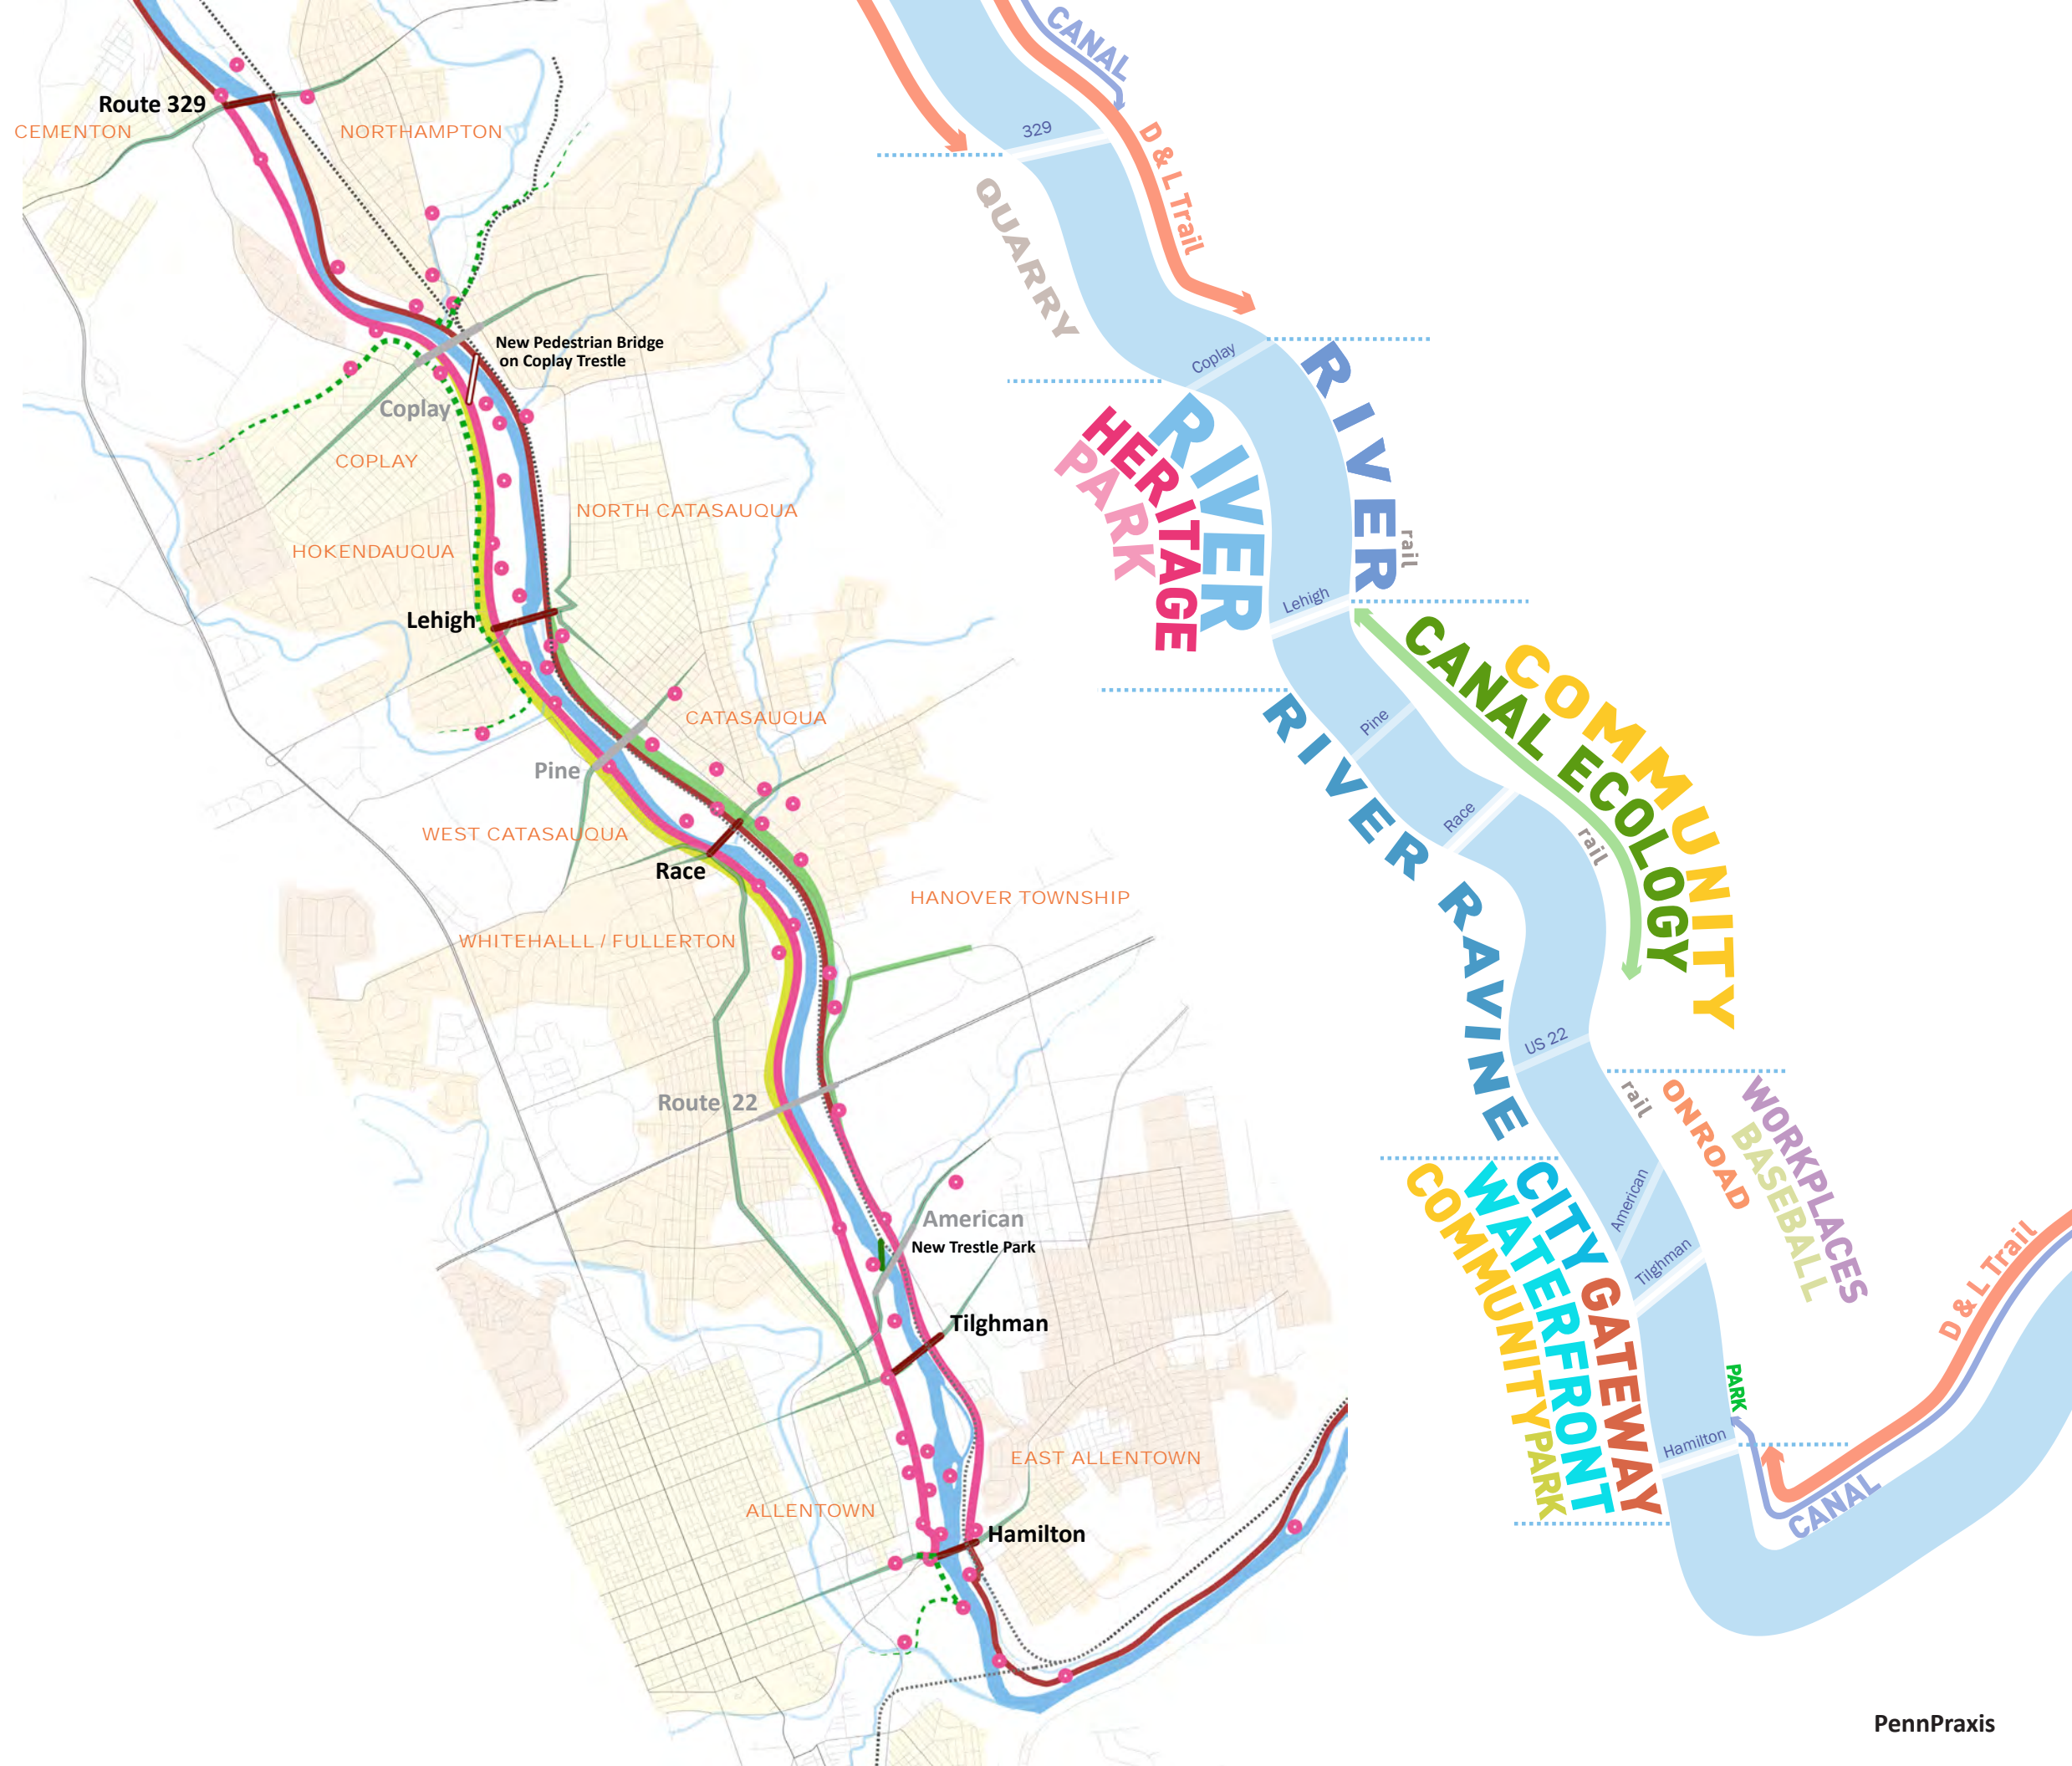 Route 329
CEMENTON
NORTHAMPTON
New Pedestrian Bridge
on Coplay Trestle
Coplay
COPLAY
NORTH CATASAUQUA
HOKENDAUQUA
Lehigh
CATASAUQUA
Pine
WEST CATASAUQUA
Race
HANOVER TOWNSHIP
WHITEHALLL / FULLERTON
Route 22
American
New Trestle Park
Tilghman
EAST ALLENTOWN
ALLENTOWN
Hamilton
CANAL
329
D & L Trail
QUARRY
Coplay
RIVER
rail
RIVER
HERITAGE
PARK
Lehigh
COMMUNITY
CANAL ECOLOGY
Pine
RIVER RAVINE
Race
rail
US 22
rail
ONROAD
WORKPLACES
BASEBALL
American
CITY GATEWAY
WATERFRONT
COMMUNITY PARK
Tilghman
D & L Trail
PARK
Hamilton
CANAL
PennPraxis